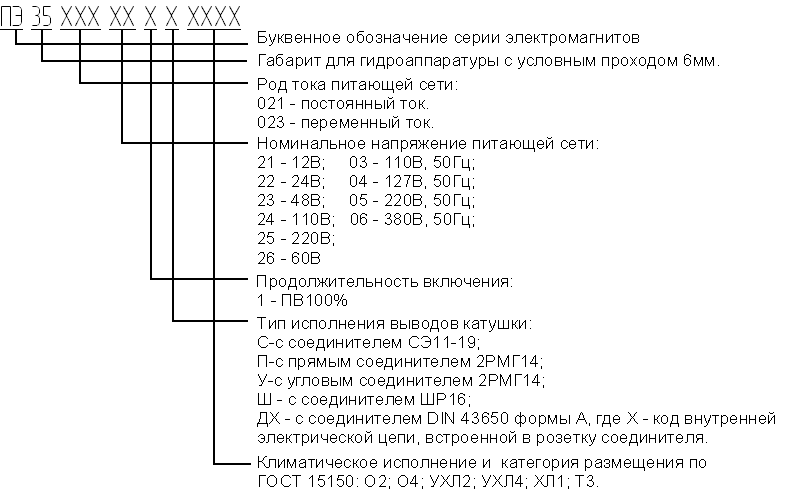 ПЭ 35 ХХХ ХХ Х Х ХХХХ
Буквенное обозначение серии электромагнитов
Габарит для гидроаппаратуры с условным проходом 6мм.
Род тока питающей сети:
021 - постоянный ток.
023 - переменный ток.
Номинальное напряжение питающей сети:
21 - 12В; 03 - 110В, 50Гц;
22 - 24В; 04 - 127В, 50Гц;
23 - 48В; 05 - 220В, 50Гц;
24 - 110В; 06 - 380В, 50Гц;
25 - 220В;
26 - 60В
Продолжительность включения:
1 - ПВ100%
Тип исполнения выводов катушки:
С-с соединителем СЭ11-19;
П-с прямым соединителем 2РМГ14;
У-с угловым соединителем 2РМГ14;
Ш - с соединителем ШР16;
ДХ - с соединителем DIN 43650 формы А, где Х - код внутренней
электрической цепи, встроенной в розетку соединителя.
Климатическое исполнение и категория размещения по
ГОСТ 15150: О2; О4; УХЛ2; УХЛ4; ХЛ1; Т3.